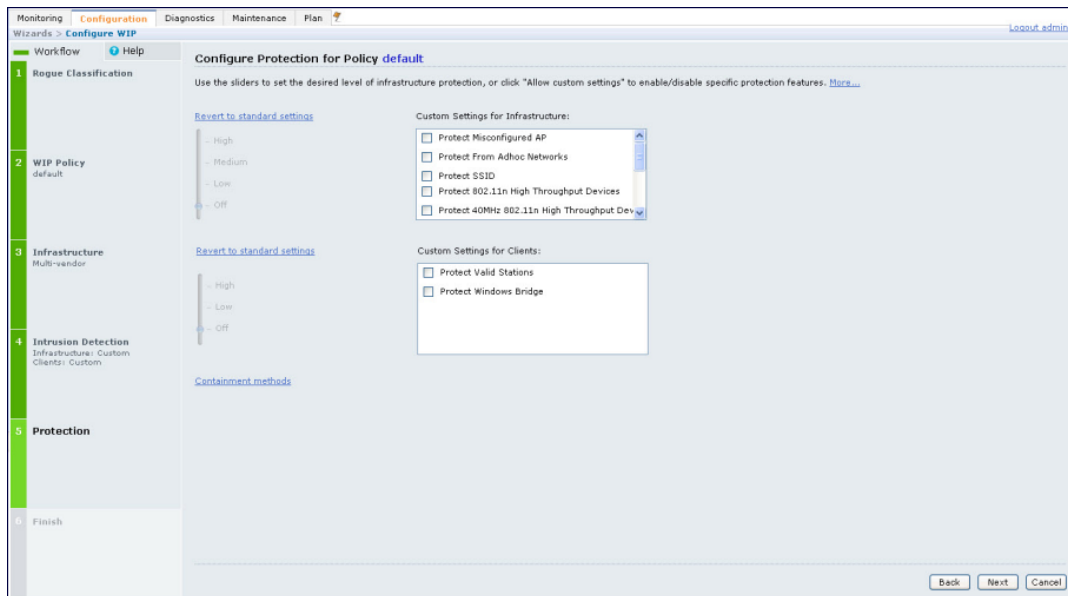 Monitoring Configuration Diagnostics Maintenance Plan
Wizards > Configure WIP
Logout admin
Workflow Help
1 Rogue Classification
2 WIP Policy
default
3 Infrastructure
Multi-vendor
4 Intrusion Detection
Infrastructure: Custom
Clients: Custom
5 Protection
6 Finish
Configure Protection for Policy default
Use the sliders to set the desired level of infrastructure protection, or click "Allow custom settings" to enable/disable specific protection features. More...
Revert to standard settings
High
Medium
Low
Off
Custom Settings for Infrastructure:
Protect Misconfigured AP
Protect From Adhoc Networks
Protect SSID
Protect 802.11n High Throughput Devices
Protect 40MHz 802.11n High Throughput Dev
Revert to standard settings
High
Low
Off
Custom Settings for Clients:
Protect Valid Stations
Protect Windows Bridge
Containment methods
Back Next Cancel